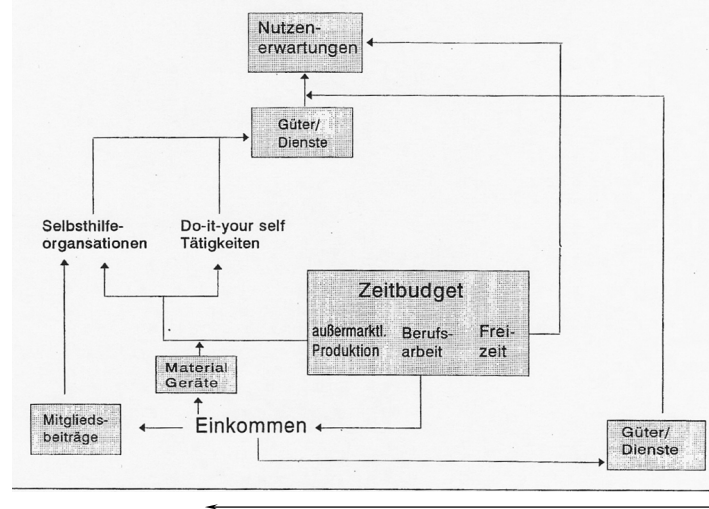 Nutzen-
erwartungen
Güter/
Dienste
Selbsthilfe-
organsationen
Do-it-your self
Tätigkeiten
Zeitbudget
außermarktl.
Produktion
Berufs-
arbeit
Frei-
zeit
Material
Geräte
Mitglieds-
beiträge
Einkommen
Güter/
Dienste